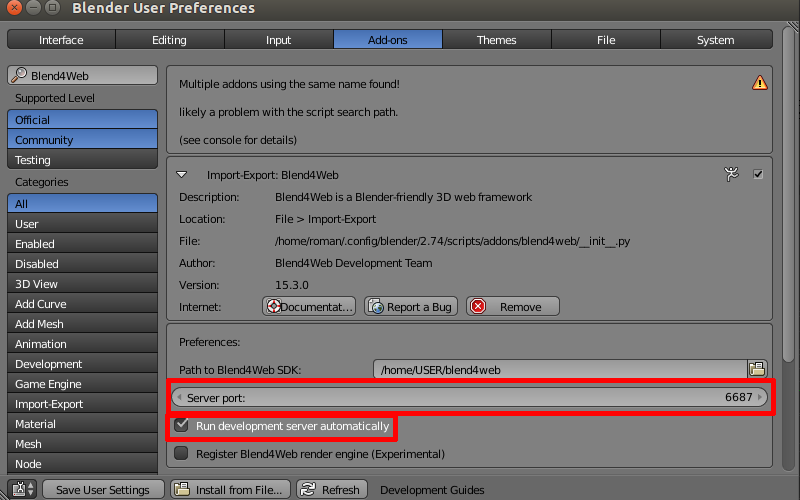 Blender User Preferences
Interface Editing Input Add-ons Themes File System
Blend4Web
Supported Level
Official
Community
Testing
Categories
All
User
Enabled
Disabled
3D View
Add Curve
Add Mesh
Animation
Development
Game Engine
Import-Export
Material
Mesh
Node
Multiple addons using the same name found!
likely a problem with the script search path.
(see console for details)
Import-Export: Blend4Web
Description: Blend4Web is a Blender-friendly 3D web framework
Location: File > Import-Export
File: /home/roman/.config/blender/2.74/scripts/addons/blend4web/__init__.py
Author: Blend4Web Development Team
Version: 15.3.0
Internet: Documentat... Report a Bug Remove
Preferences:
Path to Blend4Web SDK: /home/USER/blend4web
Server port: 6687
Run development server automatically
Register Blend4Web render engine (Experimental)
Save User Settings Install from File... Refresh Development Guides